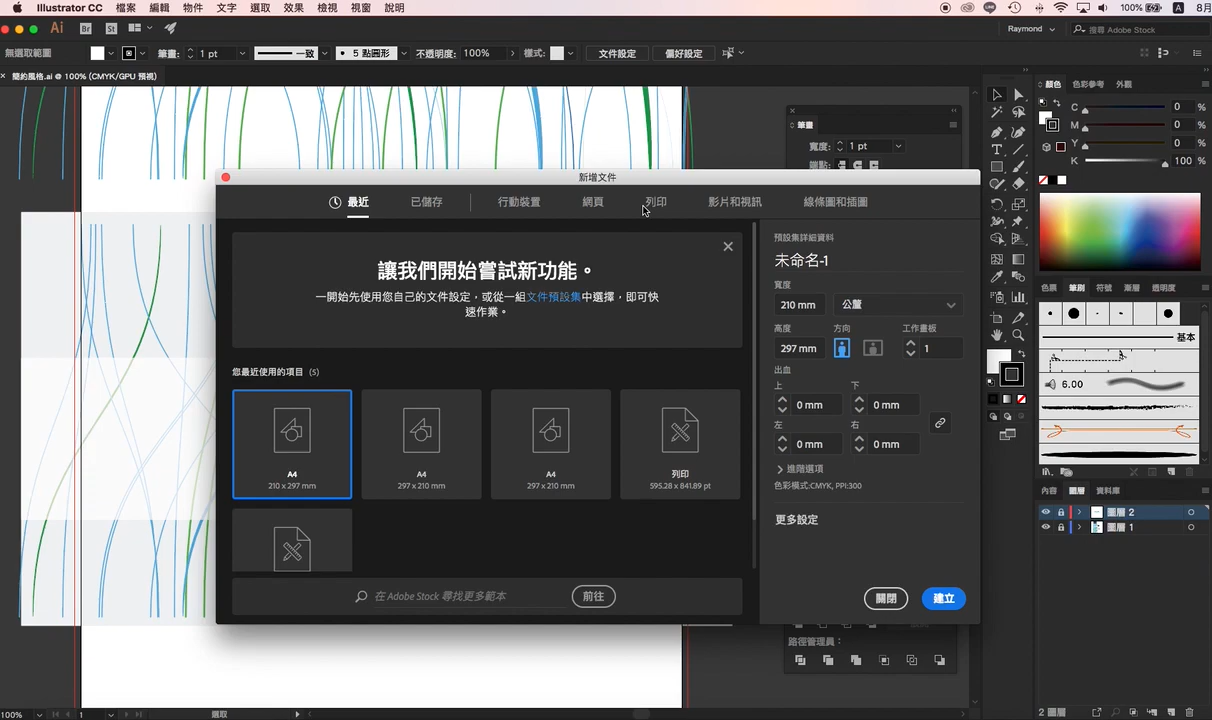 Illustrator CC 檔案 編輯 物件 文字 選取 效果 檢視 視窗 說明
100% A 8月
Ai Br St Raymond 搜尋 Adobe Stock
無選取範圍 筆畫： 1 pt 一致 5 點圓形 不透明度： 100% 樣式： 文件設定 偏好設定
簡約風格.ai @ 100% (CMYK/GPU 預視)
筆畫
寬度： 1 pt
端點：
新增文件
最近 已儲存 行動裝置 網頁 列印 影片和視訊 線條圖和插圖
讓我們開始嘗試新功能。
一開始先使用您自己的文件設定，或從一組文件預設集中選擇，即可快
速作業。
您最近使用的項目 (5)
A4
210 x 297 mm
A4
297 x 210 mm
A4
297 x 210 mm
列印
595.28 x 841.89 pt
在 Adobe Stock 尋找更多範本 前往
預設集詳細資料
未命名-1
寬度
210 mm 公釐
高度 方向 工作畫板
297 mm 1
出血
上 下
0 mm 0 mm
左 右
0 mm 0 mm
進階選項
色彩模式:CMYK, PPI:300
更多設定
關閉 建立
路徑管理員：
顏色 色彩參考 外觀
C 0 %
M 0 %
Y 0 %
K 100 %
色票 筆刷 符號 漸層 透明度
基本
6.00
內容 圖層 資料庫
圖層 2
圖層 1
2 圖層
100% 1 選取